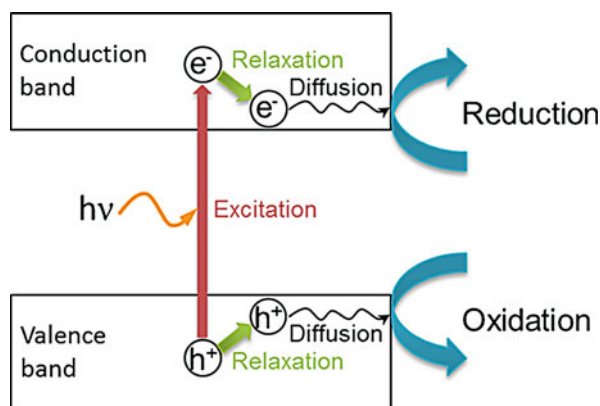 Conduction
band
e⁻
Relaxation
e⁻
Diffusion
Reduction
hν
Excitation
Valence
band
h⁺
h⁺
Relaxation
Diffusion
Oxidation